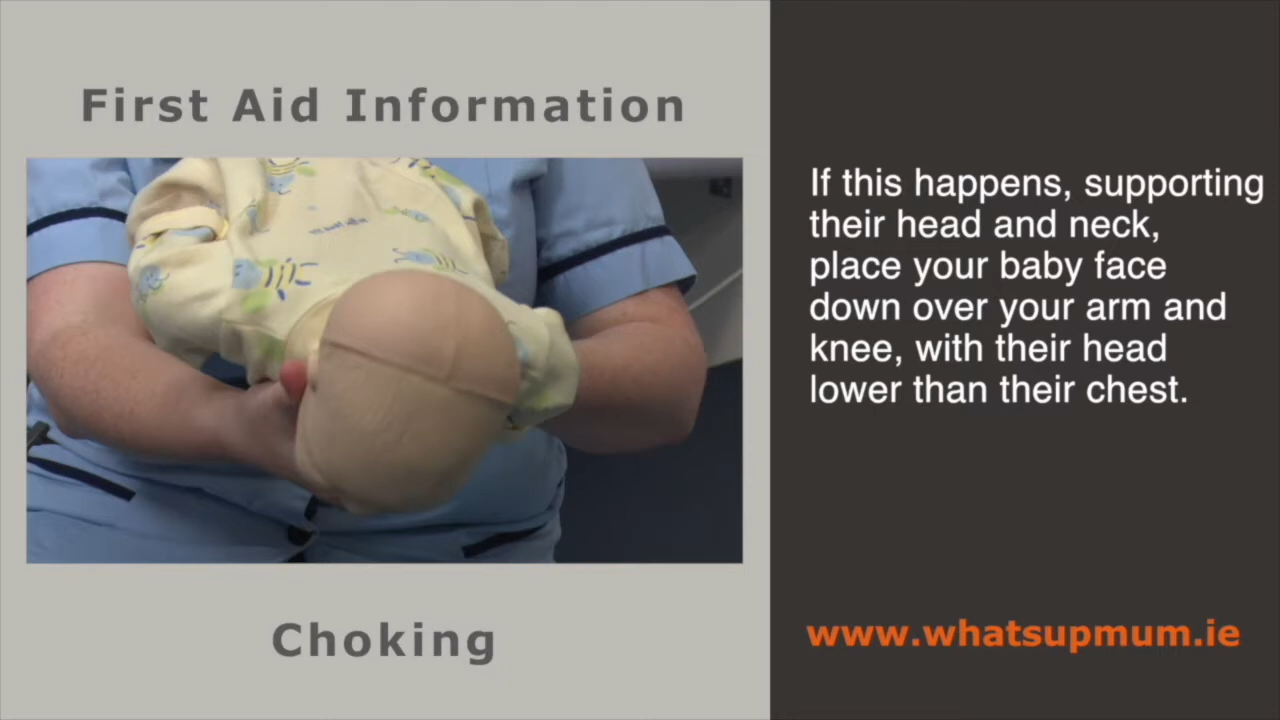 First Aid Information
If this happens, supporting
their head and neck,
place your baby face
down over your arm and
knee, with their head
lower than their chest.
Choking
www.whatsupmum.ie